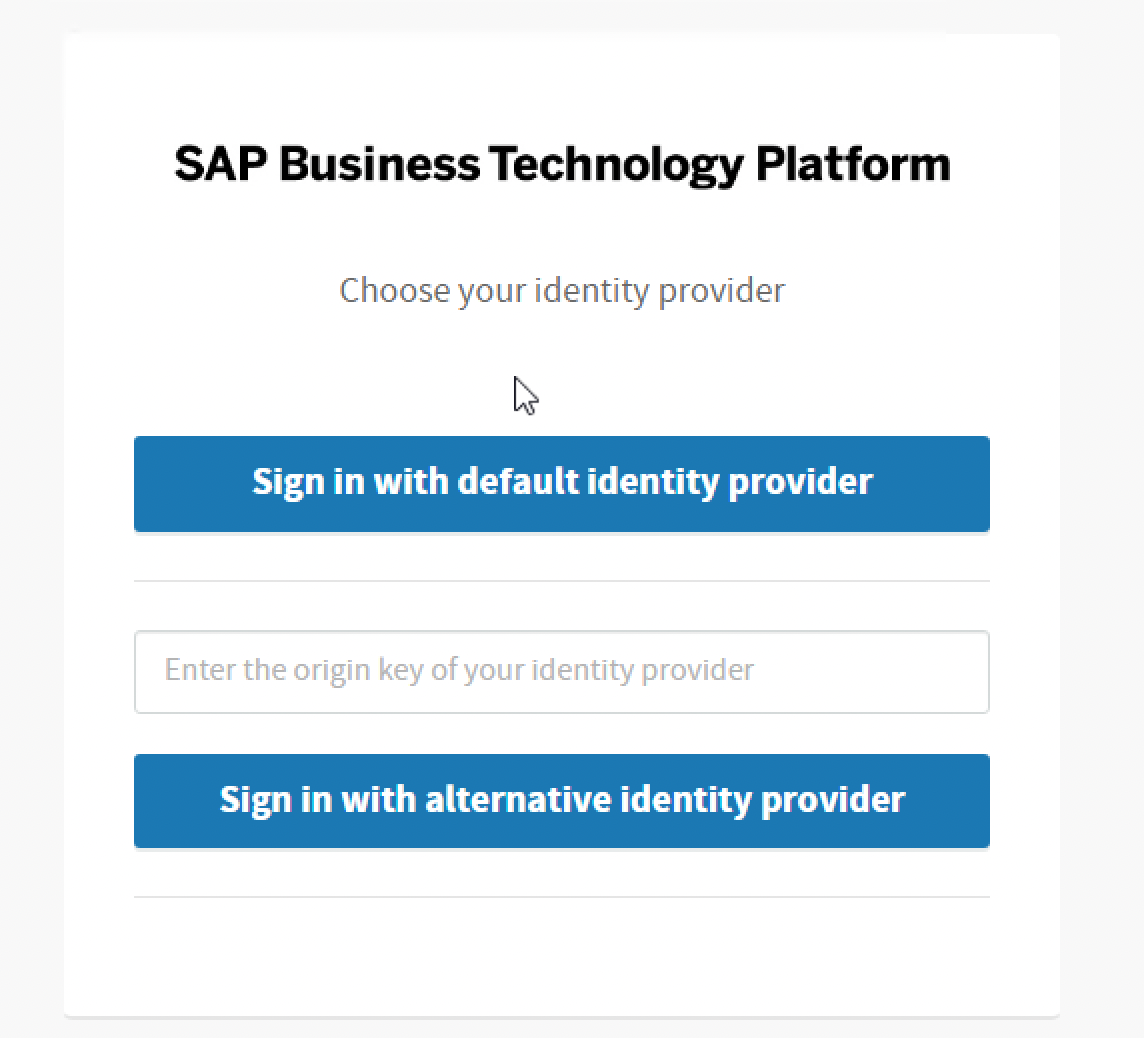 SAP Business Technology Platform
Choose your identity provider
Sign in with default identity provider
Enter the origin key of your identity provider
Sign in with alternative identity provider